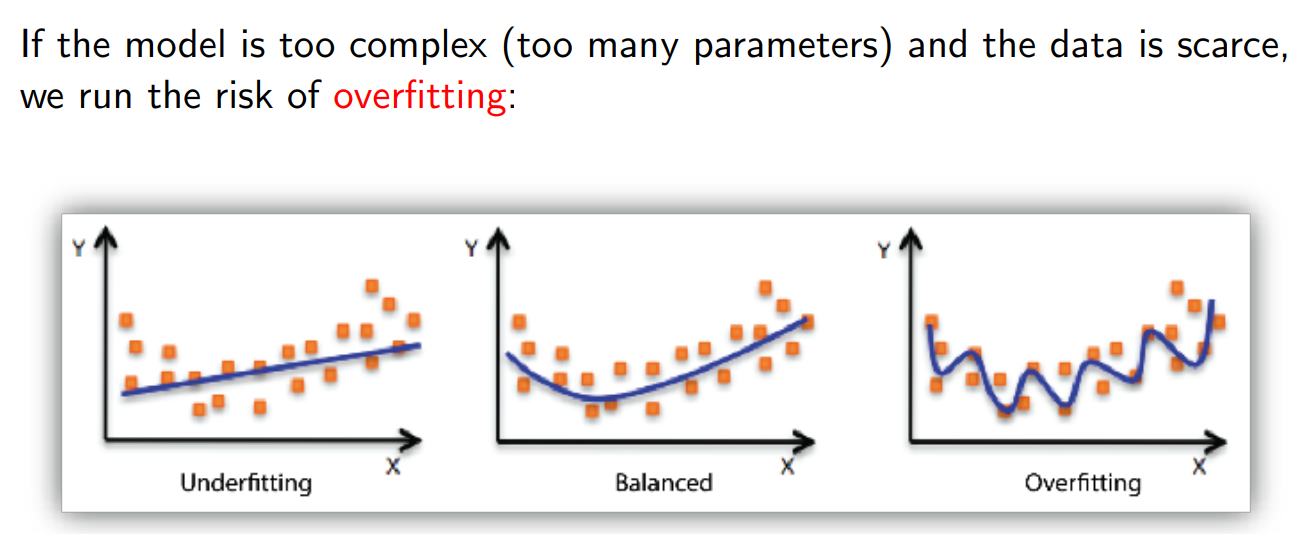 If the model is too complex (too many parameters) and the data is scarce,
we run the risk of overfitting:
Y
X
Underfitting
Y
X
Balanced
Y
X
Overfitting